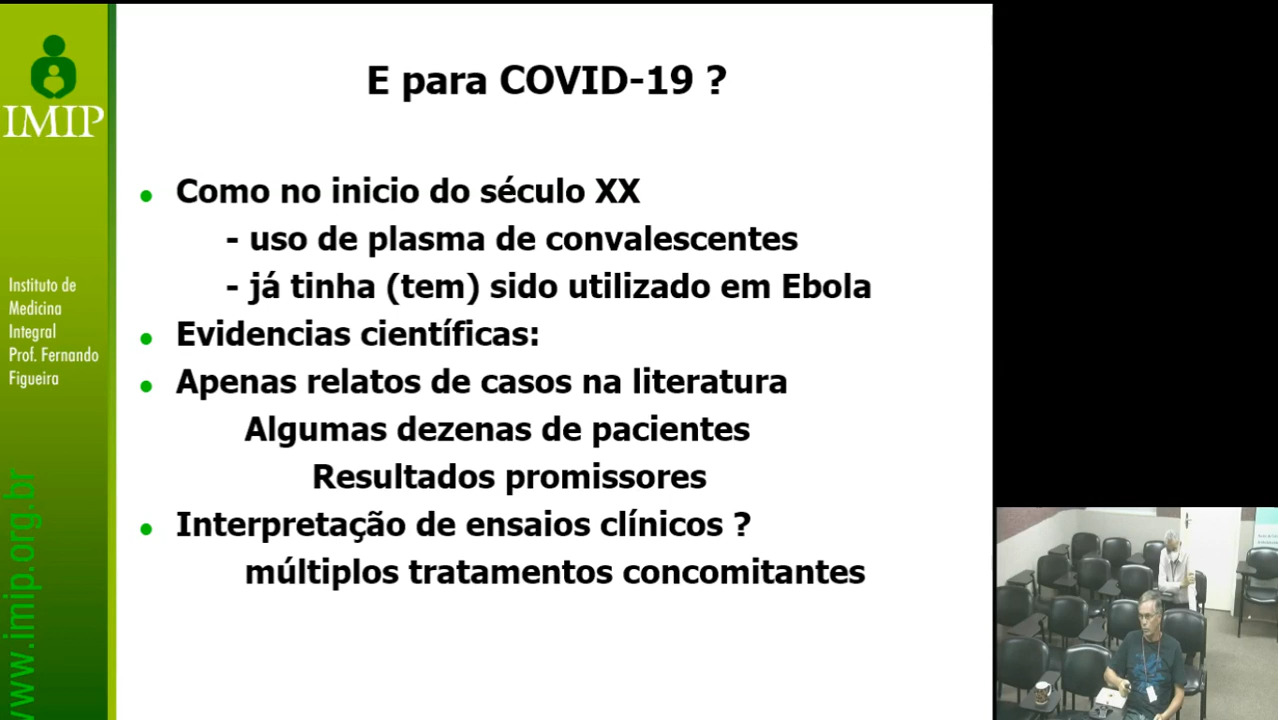 E para COVID-19 ?
IMIP
Como no inicio do século XX
- uso de plasma de convalescentes
- já tinha (tem) sido utilizado em Ebola
Evidencias científicas:
Apenas relatos de casos na literatura
Algumas dezenas de pacientes
Resultados promissores
Interpretação de ensaios clínicos ?
múltiplos tratamentos concomitantes
Instituto de
Medicina
Integral
Prof. Fernando
Figueira
www.imip.org.br